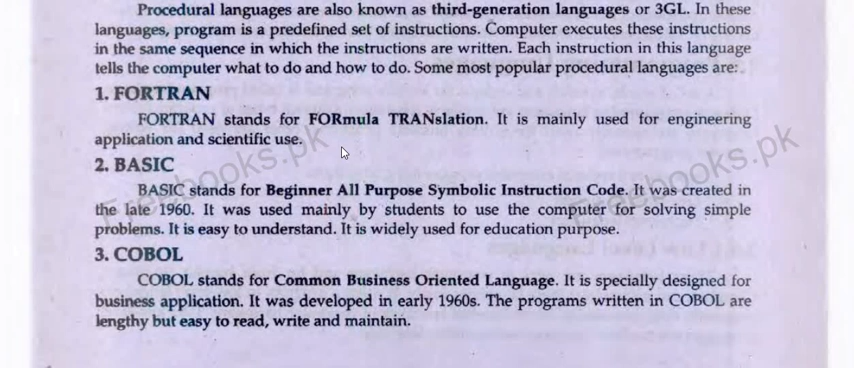 Procedural languages are also known as third-generation languages or 3GL. In these
languages, program is a predefined set of instructions. Computer executes these instructions
in the same sequence in which the instructions are written. Each instruction in this language
tells the computer what to do and how to do. Some most popular procedural languages are:
1. FORTRAN
FORTRAN stands for FORmula TRANslation. It is mainly used for engineering
application and scientific use.
2. BASIC
BASIC stands for Beginner All Purpose Symbolic Instruction Code. It was created in
the late 1960. It was used mainly by students to use the computer for solving simple
problems. It is easy to understand. It is widely used for education purpose.
3. COBOL
COBOL stands for Common Business Oriented Language. It is specially designed for
business application. It was developed in early 1960s. The programs written in COBOL are
lengthy but easy to read, write and maintain.
Freebooks.pk
Freebooks.pk